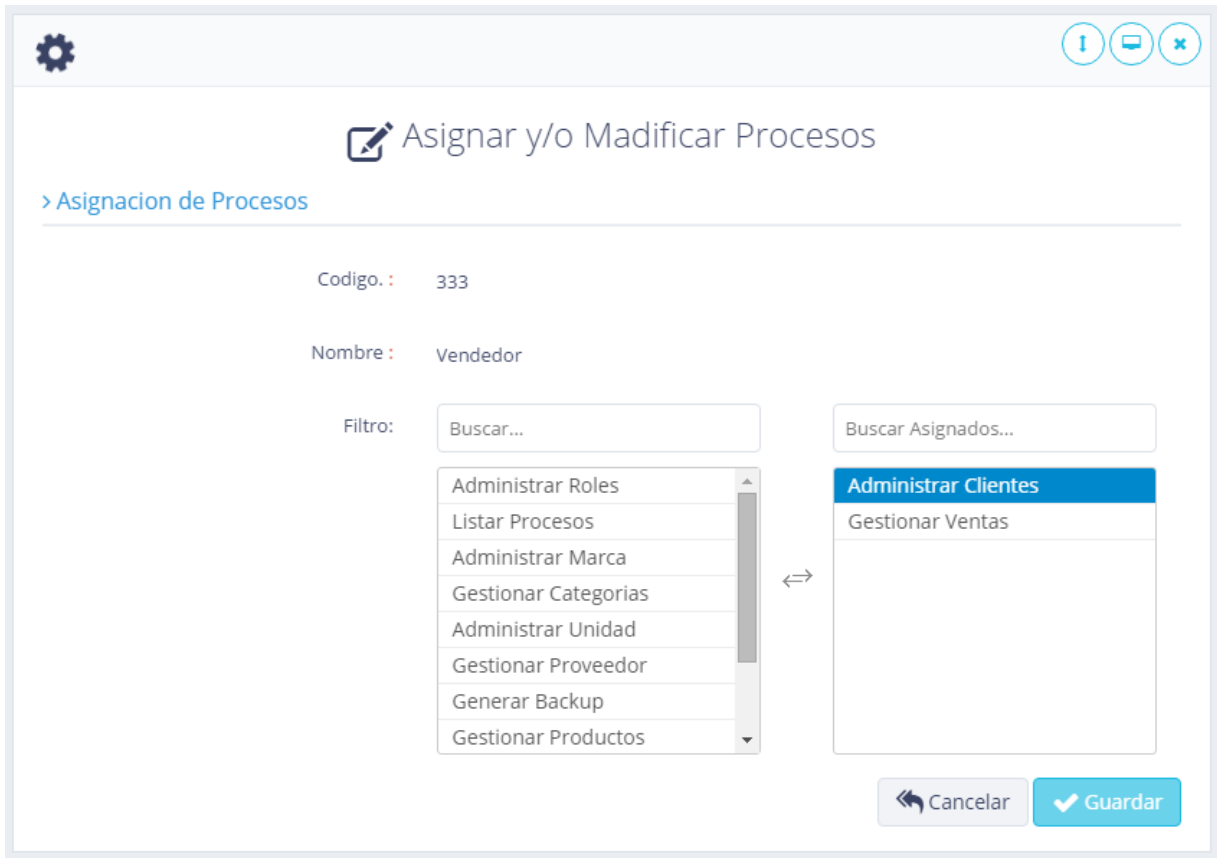 Asignar y/o Madificar Procesos
> Asignacion de Procesos
Codigo. : 333
Nombre : Vendedor
Filtro: Buscar... Buscar Asignados...
Administrar Roles
Listar Procesos
Administrar Marca
Gestionar Categorias
Administrar Unidad
Gestionar Proveedor
Generar Backup
Gestionar Productos
Administrar Clientes
Gestionar Ventas
Cancelar Guardar